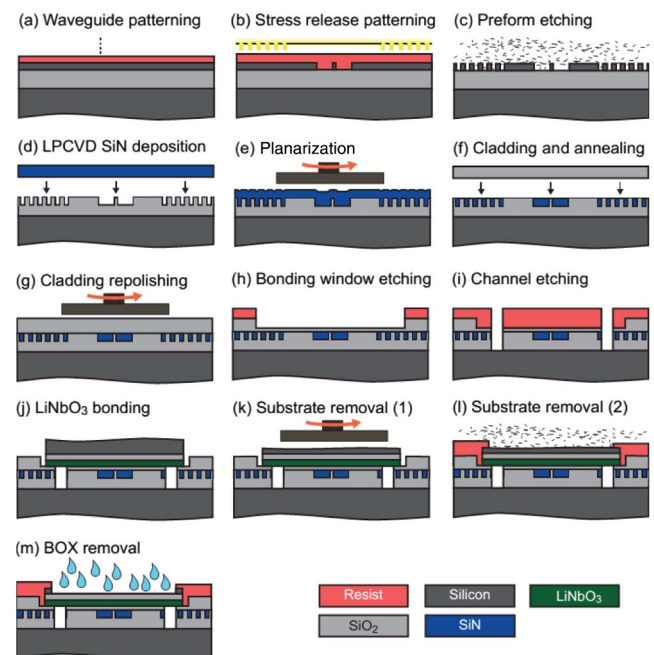 (a) Waveguide patterning
(b) Stress release patterning
(c) Preform etching
(d) LPCVD SiN deposition
(e) Planarization
(f) Cladding and annealing
(g) Cladding repolishing
(h) Bonding window etching
(i) Channel etching
(j) LiNbO₃ bonding
(k) Substrate removal (1)
(l) Substrate removal (2)
(m) BOX removal
Resist
Silicon
LiNbO₃
SiO₂
SiN